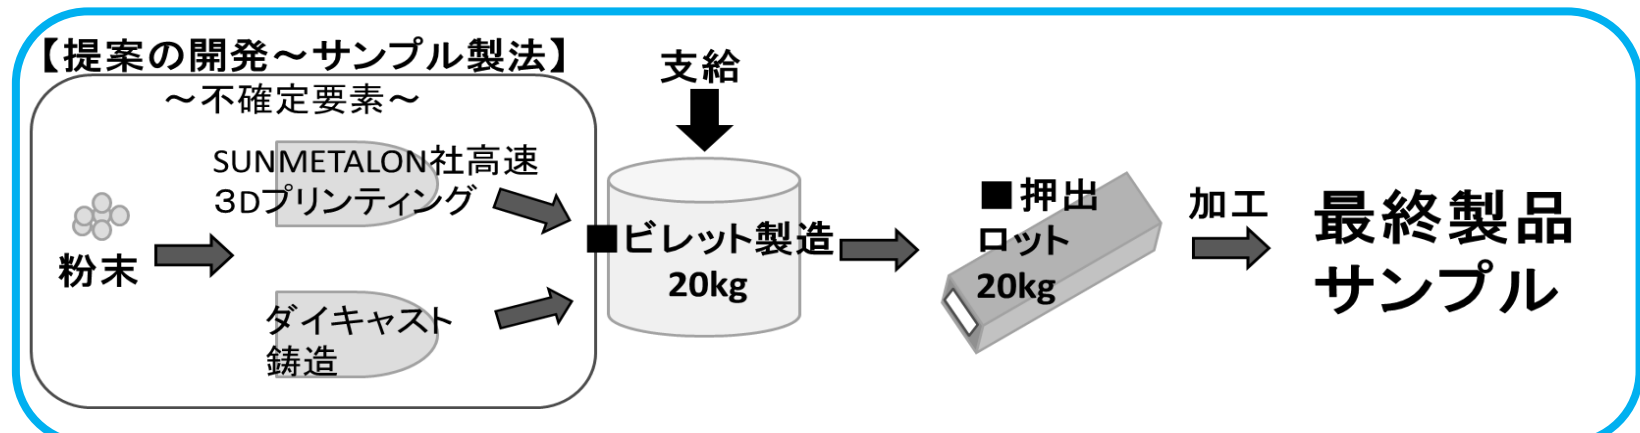 【提案の開発～サンプル製法】
～不確定要素～
支給
SUNMETALON社高速
３Dプリンティング
粉末
ダイキャスト
鋳造
■ビレット製造
20kg
■押出
ロット
20kg
加工
最終製品
サンプル